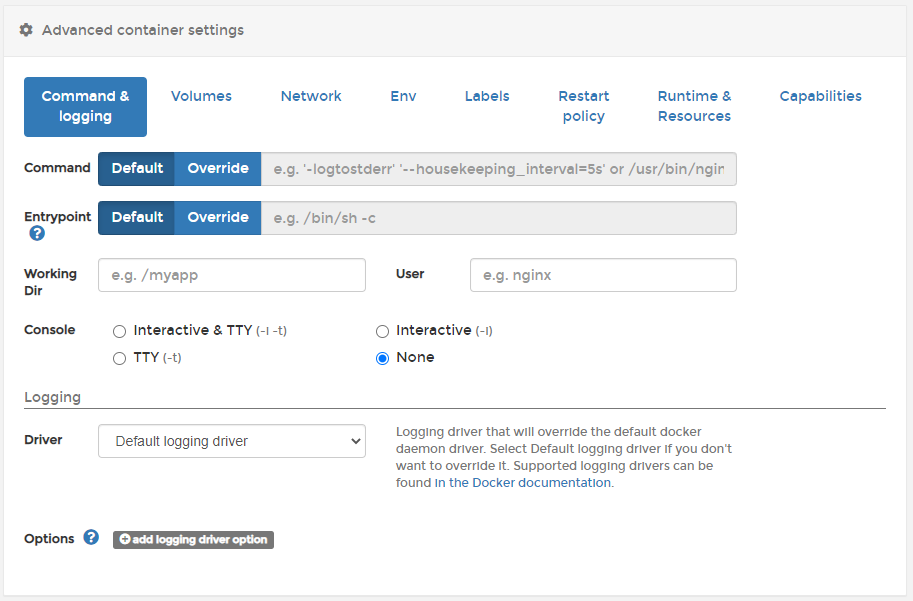 Advanced container settings
Command & logging
Volumes
Network
Env
Labels
Restart policy
Runtime & Resources
Capabilities
Command
Default
Override
e.g. '-logtostderr' '--housekeeping_interval=5s' or /usr/bin/ngin
Entrypoint
Default
Override
e.g. /bin/sh -c
Working Dir
e.g. /myapp
User
e.g. nginx
Console
Interactive & TTY (-i -t)
Interactive (-i)
TTY (-t)
None
Logging
Driver
Default logging driver
Logging driver that will override the default docker
daemon driver. Select Default logging driver if you don't
want to override it. Supported logging drivers can be
found in the Docker documentation.
Options
add logging driver option